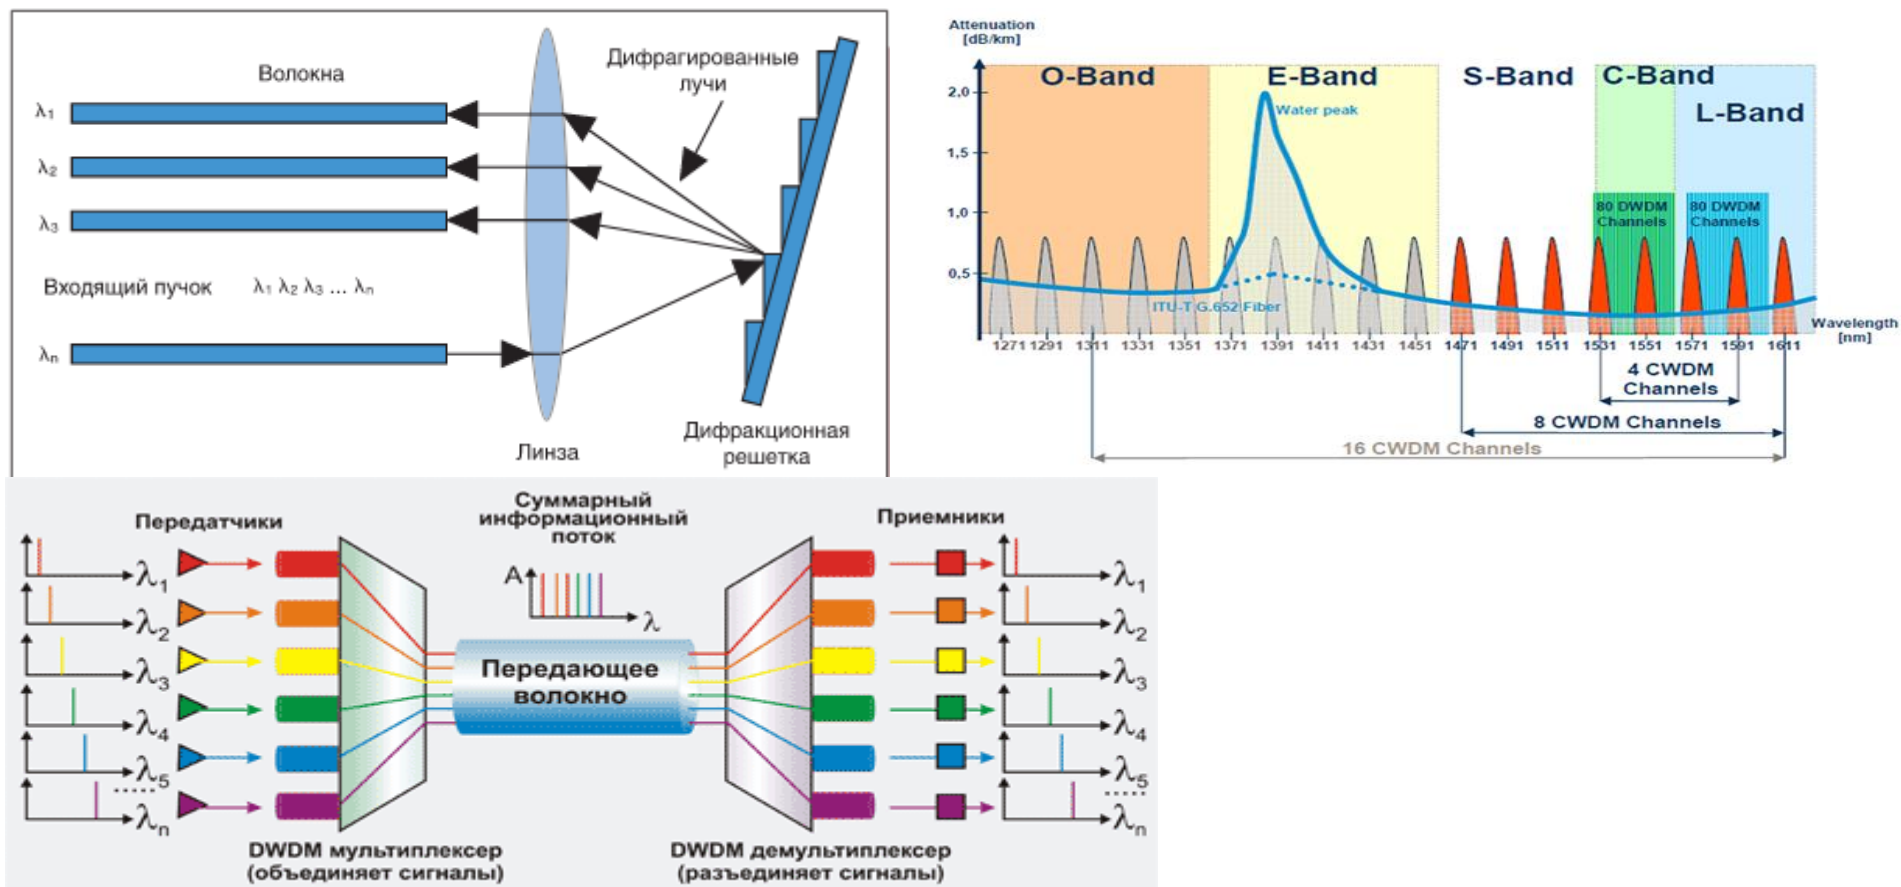 Волокна
Дифрагированные
лучи
λ1
λ2
λ3
Входящий пучок λ1 λ2 λ3 ... λn
λn
Линза
Дифракционная
решетка
Attenuation
[dB/km]
O-Band
E-Band
S-Band
C-Band
L-Band
2.0
Water peak
1,5
1.0
80 DWDM
Channels
80 DWDM
Channels
0,5
ITU-T G.652 Fiber
Wavelength
[nm]
1271 1291 1311 1331 1351 1371 1391 1411 1431 1451 1471 1491 1511 1531 1551 1571 1591 1611
4 CWDM
Channels
8 CWDM Channels
16 CWDM Channels
Передатчики
Суммарный
информационный
поток
Приемники
A
λ
λ1
λ2
λ3
λ4
λ5
λn
Передающее
волокно
λ1
λ2
λ3
λ4
λ5
λn
DWDM мультиплексер
(объединяет сигналы)
DWDM демультиплексер
(разъединяет сигналы)